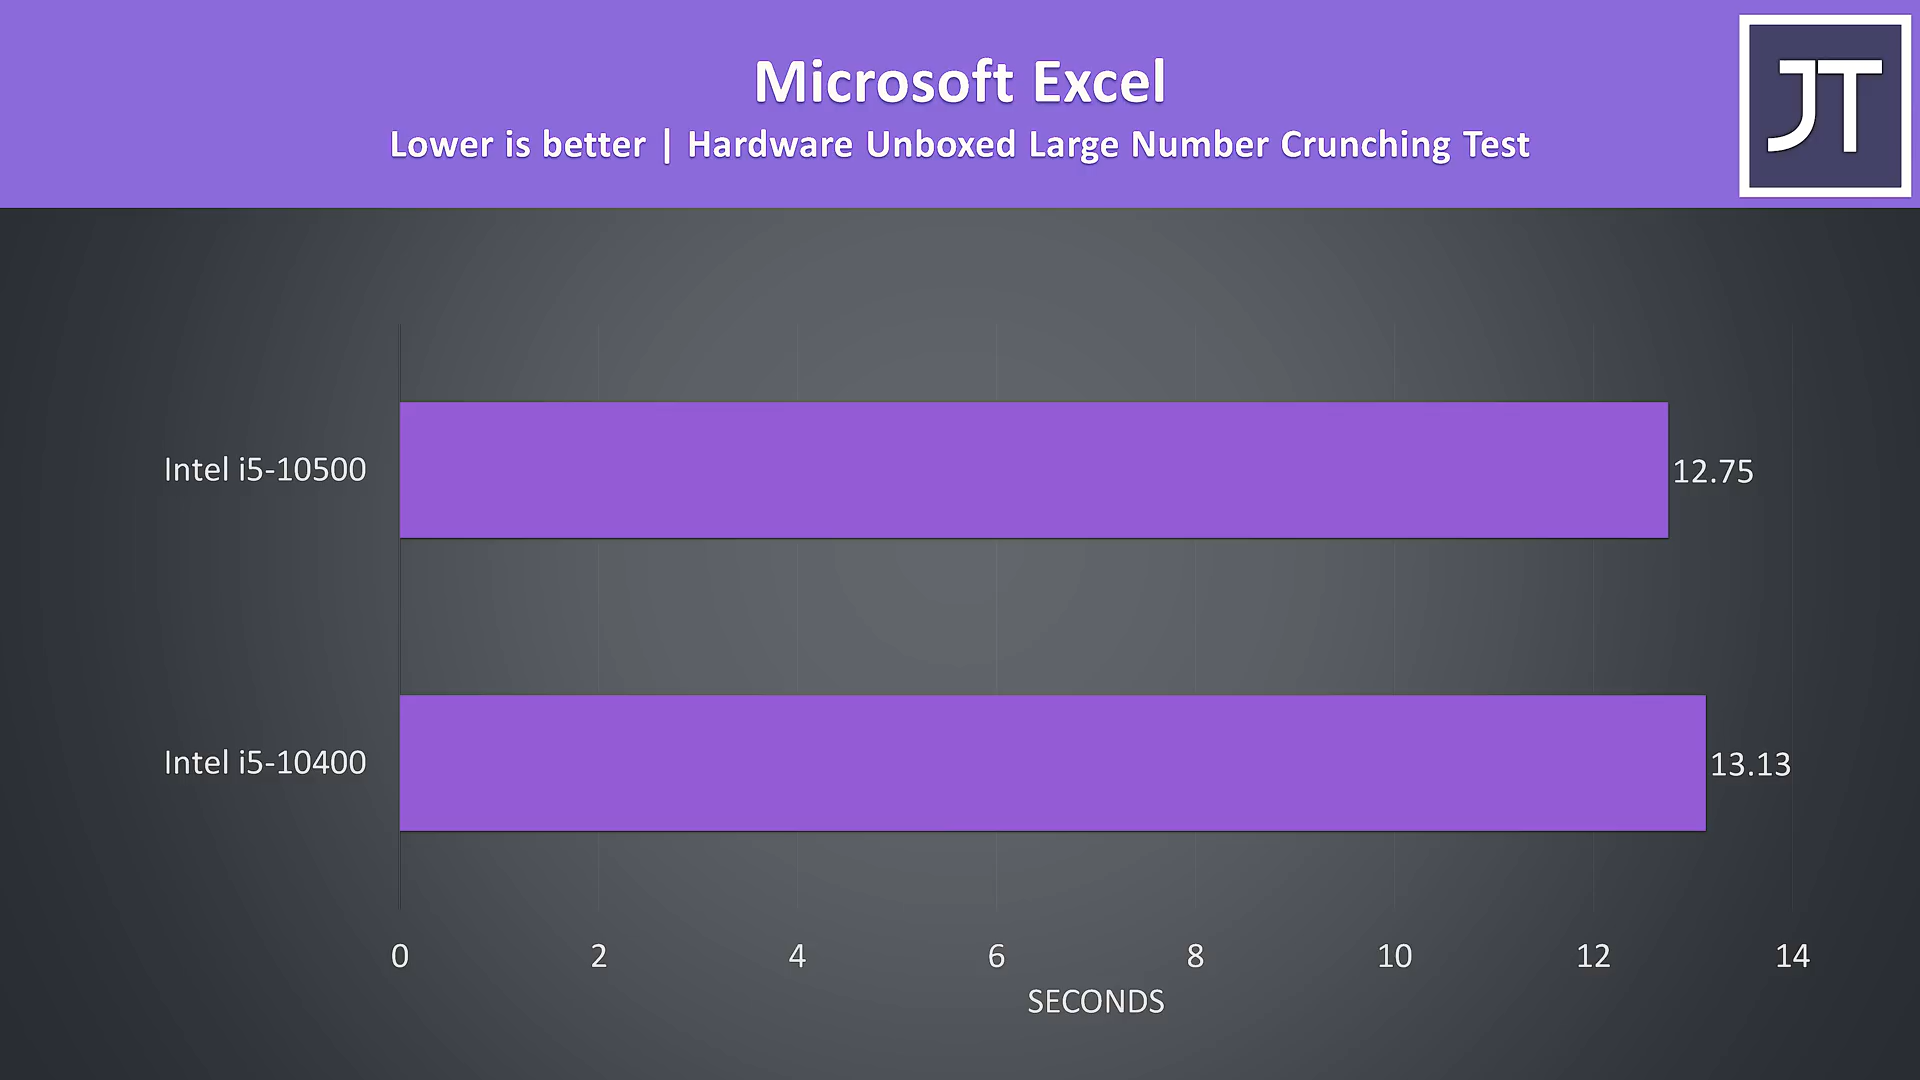 Microsoft Excel
Lower is better | Hardware Unboxed Large Number Crunching Test
JT
Intel i5-10500
12.75
Intel i5-10400
13.13
0 2 4 6 8 10 12 14
SECONDS